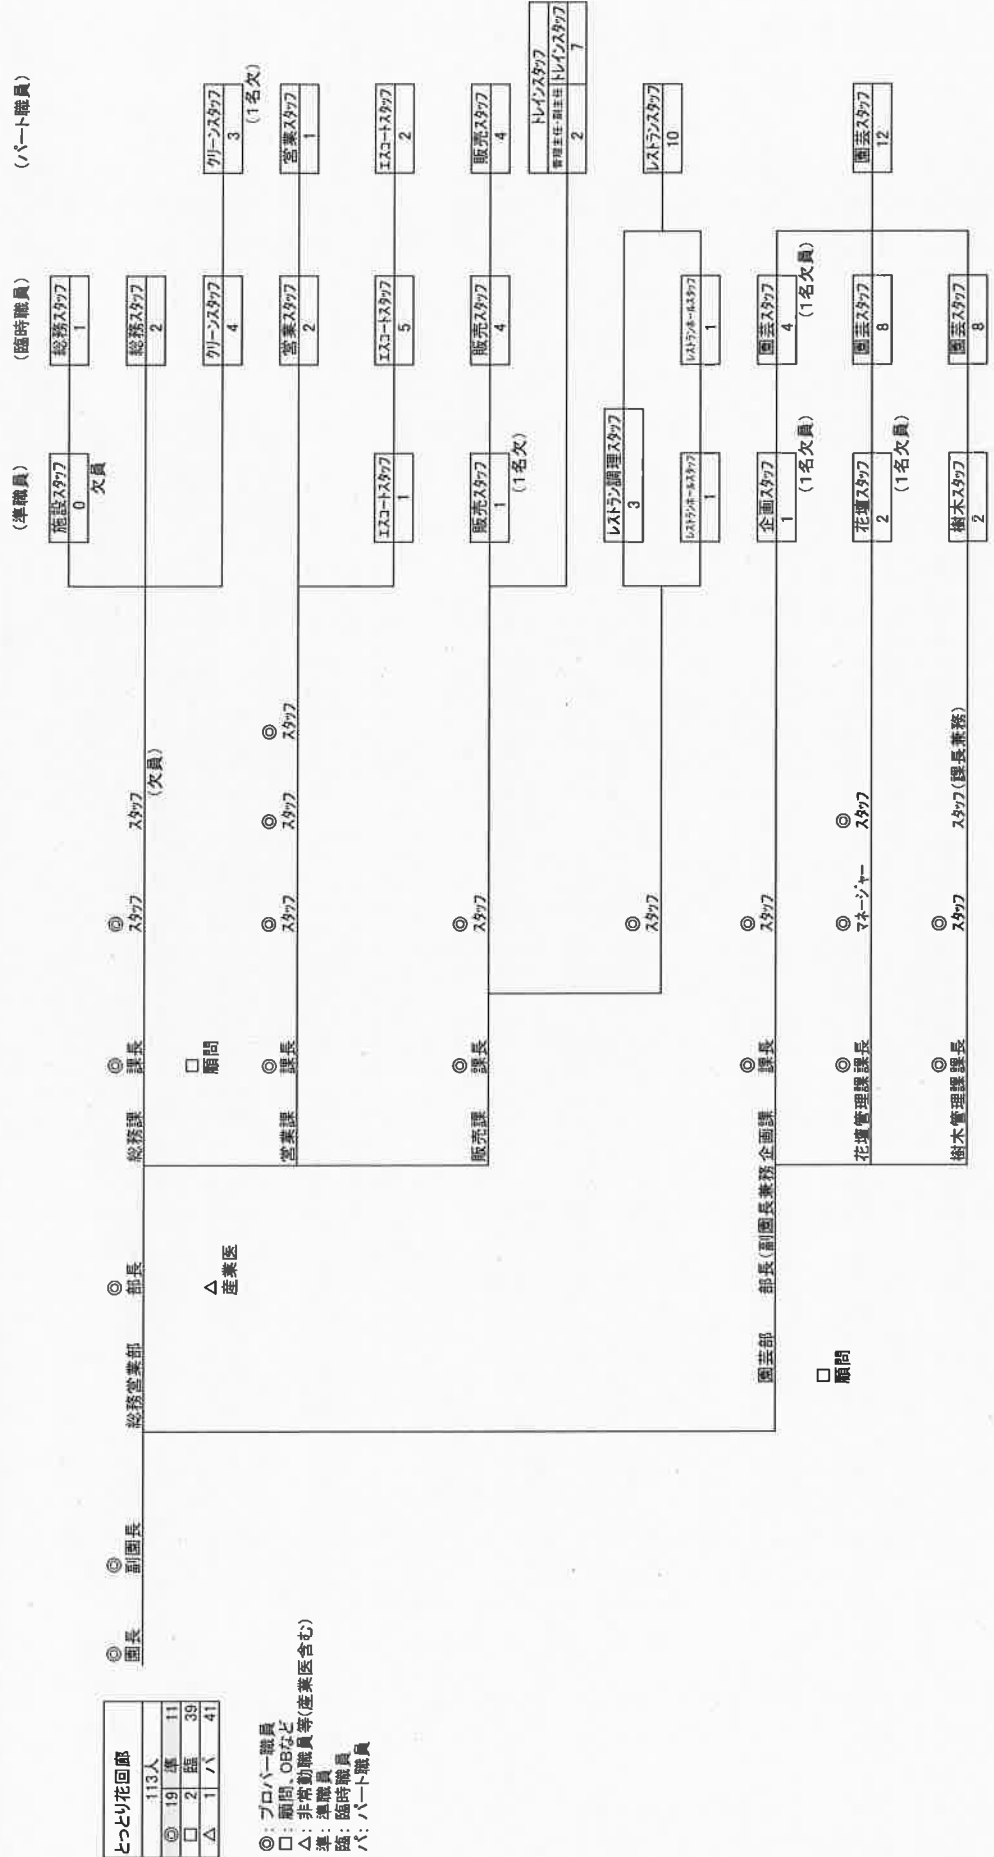 とっとり花回廊
113人
◎ 19 準 11
□ 2 臨 39
△ 1 パ 41
◎：プロパー職員
□：顧問、OBなど
△：非常勤職員等(産業医含む)
準：準職員
臨：臨時職員
パ：パート職員
(準職員)
(臨時職員)
(パート職員)
◎ 園長
◎ 副園長
総務営業部
◎ 部長
△ 産業医
総務課
◎ 課長
□ 顧問
◎ スタッフ
スタッフ
(欠員)
施設スタッフ
0
欠員
総務スタッフ
1
総務スタッフ
2
クリーンスタッフ
4
クリーンスタッフ
3
(1名欠)
営業課
◎ 課長
◎ スタッフ
◎ スタッフ
◎ スタッフ
営業スタッフ
2
営業スタッフ
1
エスコートスタッフ
1
エスコートスタッフ
5
エスコートスタッフ
2
販売課
◎ 課長
◎ スタッフ
販売スタッフ
1
(1名欠)
販売スタッフ
4
販売スタッフ
4
トレインスタッフ
管理主任・副主任 トレインスタッフ
2 7
◎ スタッフ
レストラン調理スタッフ
3
レストランホールスタッフ
1
レストランホールスタッフ
1
レストランスタッフ
10
園芸部
部長(副園長兼務)
□ 顧問
企画課
◎ 課長
◎ スタッフ
企画スタッフ
1
(1名欠員)
園芸スタッフ
4
(1名欠員)
花壇管理課
◎ 課長
◎ マネージャー
◎ スタッフ
花壇スタッフ
2
(1名欠員)
園芸スタッフ
8
園芸スタッフ
12
樹木管理課
◎ 課長
◎ スタッフ
スタッフ(課長兼務)
樹木スタッフ
2
園芸スタッフ
8